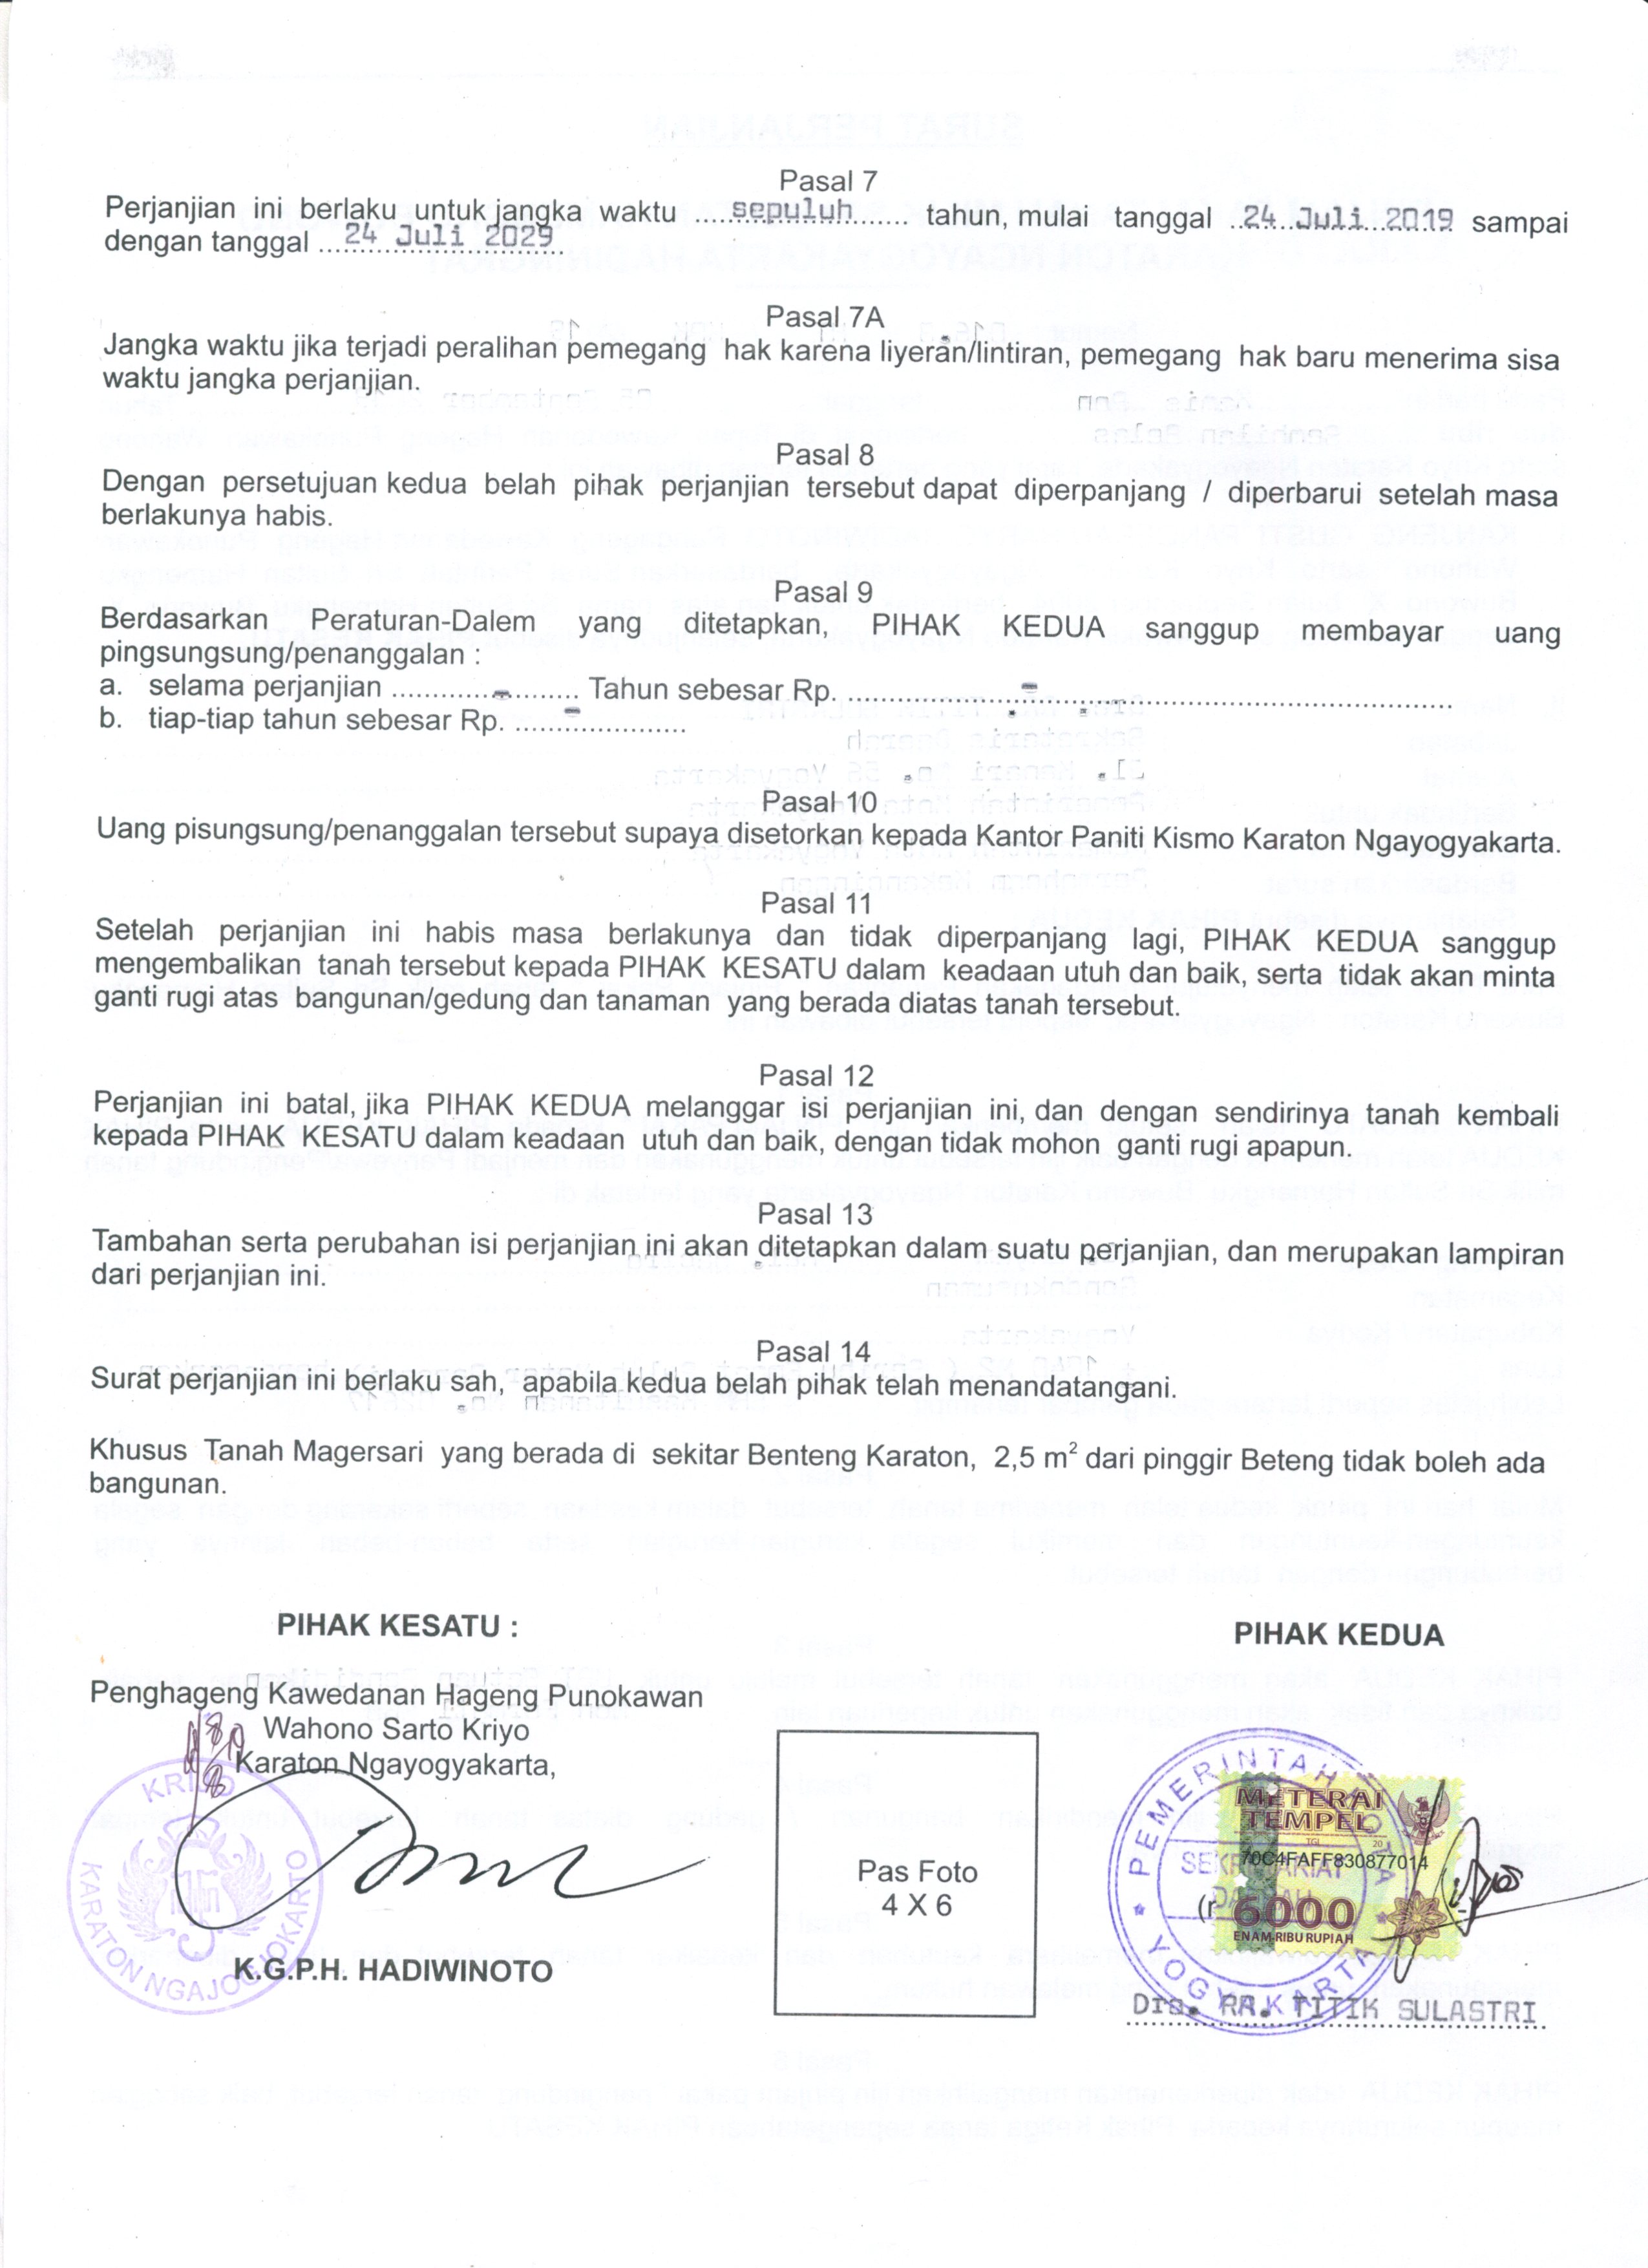 Pasal 7
Perjanjian ini berlaku untuk jangka waktu ....sepuluh........ tahun, mulai tanggal ..24 Juli 2019 sampai
dengan tanggal ...24 Juli 2029
Pasal 7A
Jangka waktu jika terjadi peralihan pemegang hak karena liyeran/lintiran, pemegang hak baru menerima sisa
waktu jangka perjanjian.
Pasal 8
Dengan persetujuan kedua belah pihak perjanjian tersebut dapat diperpanjang / diperbarui setelah masa
berlakunya habis.
Pasal 9
Berdasarkan Peraturan-Dalem yang ditetapkan, PIHAK KEDUA sanggup membayar uang
pingsungsung/penanggalan :
a. selama perjanjian ............-........ Tahun sebesar Rp. ....................-..................................................
b. tiap-tiap tahun sebesar Rp. ......-..............
Pasal 10
Uang pisungsung/penanggalan tersebut supaya disetorkan kepada Kantor Paniti Kismo Karaton Ngayogyakarta.
Pasal 11
Setelah perjanjian ini habis masa berlakunya dan tidak diperpanjang lagi, PIHAK KEDUA sanggup
mengembalikan tanah tersebut kepada PIHAK KESATU dalam keadaan utuh dan baik, serta tidak akan minta
ganti rugi atas bangunan/gedung dan tanaman yang berada diatas tanah tersebut.
Pasal 12
Perjanjian ini batal, jika PIHAK KEDUA melanggar isi perjanjian ini, dan dengan sendirinya tanah kembali
kepada PIHAK KESATU dalam keadaan utuh dan baik, dengan tidak mohon ganti rugi apapun.
Pasal 13
Tambahan serta perubahan isi perjanjian ini akan ditetapkan dalam suatu perjanjian, dan merupakan lampiran
dari perjanjian ini.
Pasal 14
Surat perjanjian ini berlaku sah, apabila kedua belah pihak telah menandatangani.
Khusus Tanah Magersari yang berada di sekitar Benteng Karaton, 2,5 m² dari pinggir Beteng tidak boleh ada
bangunan.
PIHAK KESATU :
Penghageng Kawedanan Hageng Punokawan
Wahono Sarto Kriyo
Karaton Ngayogyakarta,
KRIDO
KARATON NGAJOGJOKARTO
K.G.P.H. HADIWINOTO
Pas Foto
4 X 6
PIHAK KEDUA
PEMERINTAH KOTA
YOGYAKARTA
SEKRETARIAT
DAERAH
METERAI
TEMPEL
TGL 20
70C4FAFF830877014
6000
ENAM RIBU RUPIAH
Drs. RR. TITIK SULASTRI